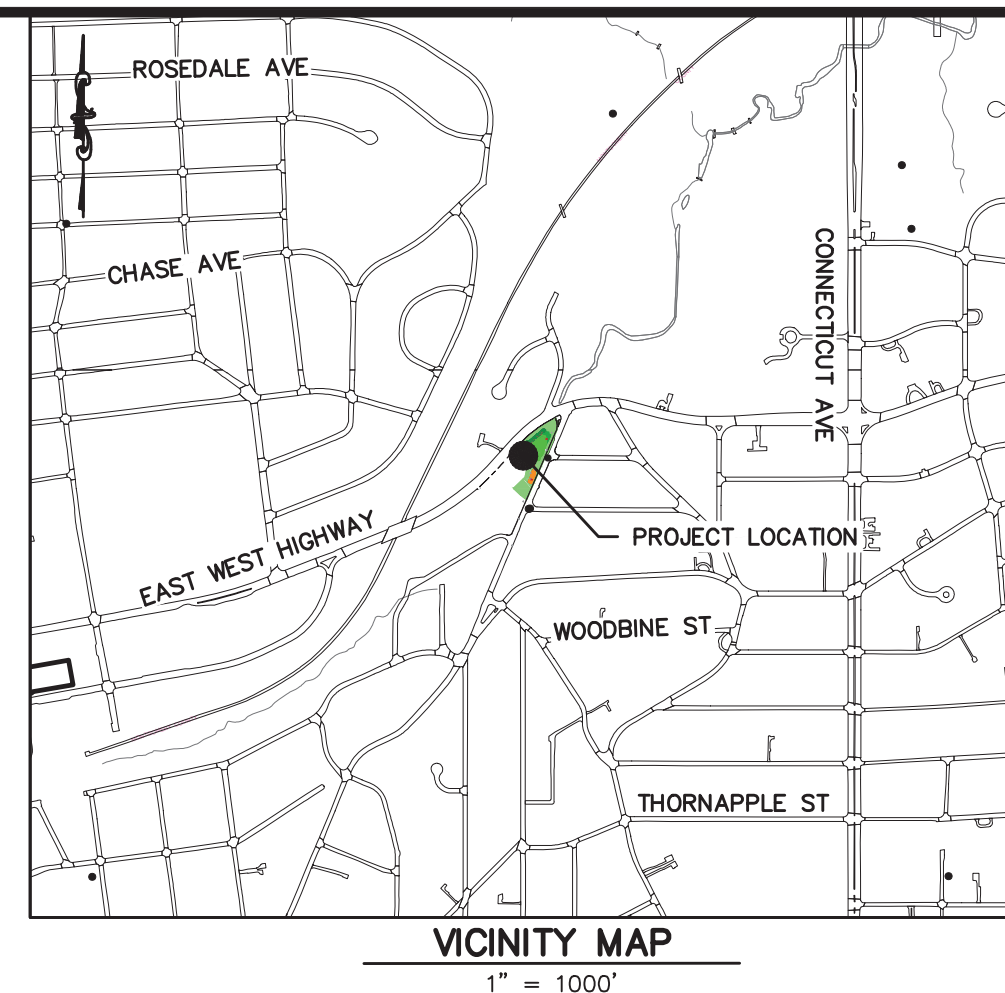 ROSEDALE AVE
CHASE AVE
CONNECTICUT AVE
EAST WEST HIGHWAY
PROJECT LOCATION
WOODBINE ST
THORNAPPLE ST
VICINITY MAP
1" = 1000'